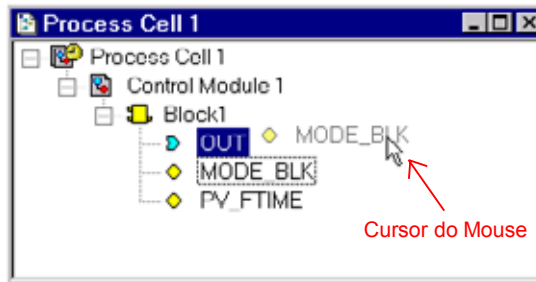 Process Cell 1
Process Cell 1
Control Module 1
Block1
OUT MODE_BLK
MODE_BLK
PV_FTIME
Cursor do Mouse